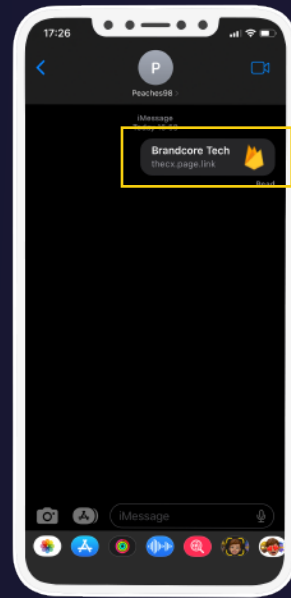 17:26
P
Peaches98 >
iMessage
Brandcore Tech
thecx.page.link
Read
iMessage